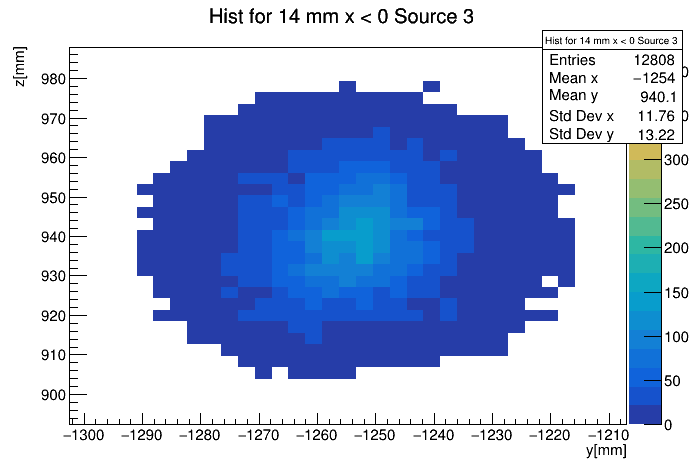 Hist for 14 mm x < 0 Source 3
z[mm]
Hist for 14 mm x < 0 Source 3
Entries 12808
Mean x −1254
Mean y 940.1
Std Dev x 11.76
Std Dev y 13.22
980
970
960
950
940
930
920
910
900
300
250
200
150
100
50
0
−1300 −1290 −1280 −1270 −1260 −1250 −1240 −1230 −1220 −1210
y[mm]